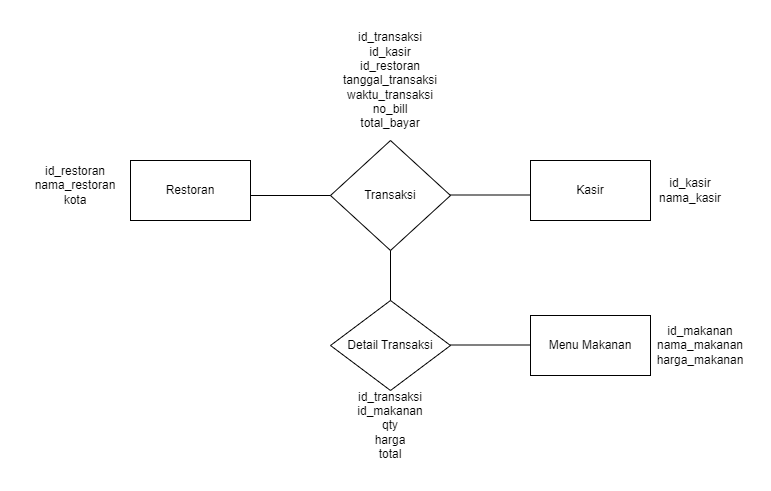 id_transaksi
id_kasir
id_restoran
tanggal_transaksi
waktu_transaksi
no_bill
total_bayar
id_restoran
nama_restoran
kota
Restoran
Transaksi
Kasir
id_kasir
nama_kasir
Detail Transaksi
Menu Makanan
id_makanan
nama_makanan
harga_makanan
id_transaksi
id_makanan
qty
harga
total